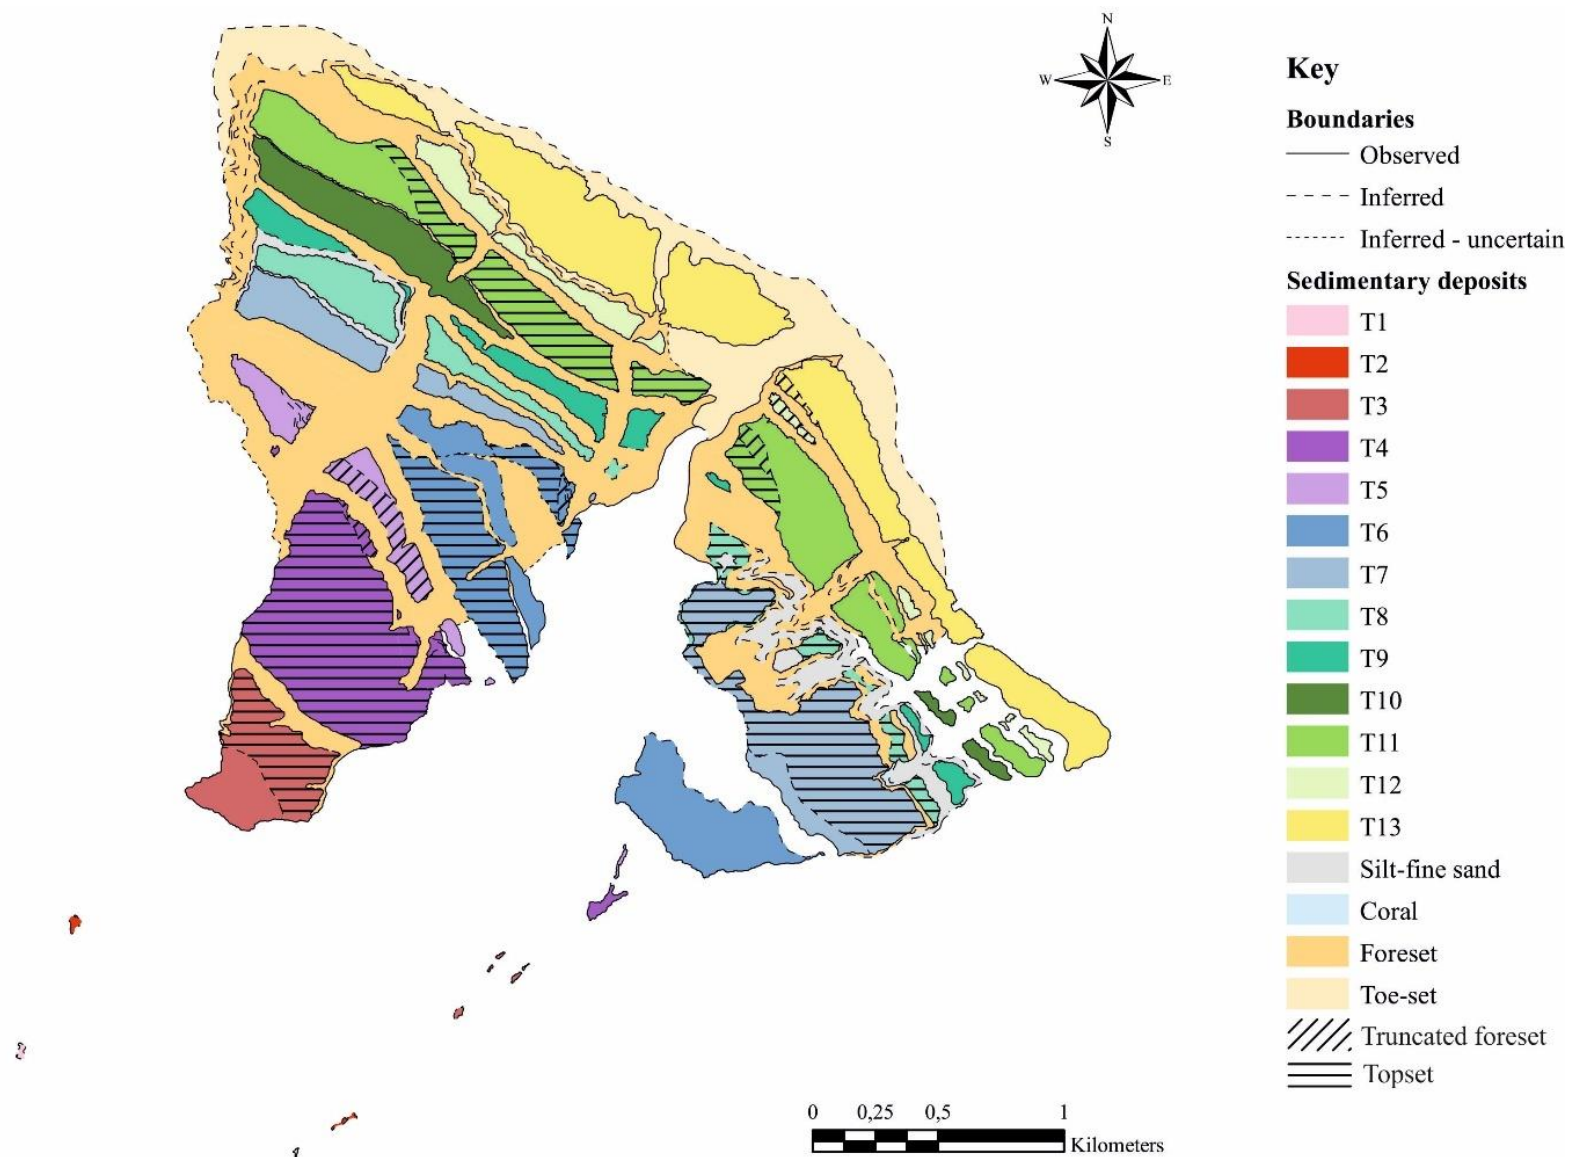 N
W E
S
Key
Boundaries
Observed
Inferred
Inferred - uncertain
Sedimentary deposits
T1
T2
T3
T4
T5
T6
T7
T8
T9
T10
T11
T12
T13
Silt-fine sand
Coral
Foreset
Toe-set
Truncated foreset
Topset
0 0,25 0,5 1
Kilometers